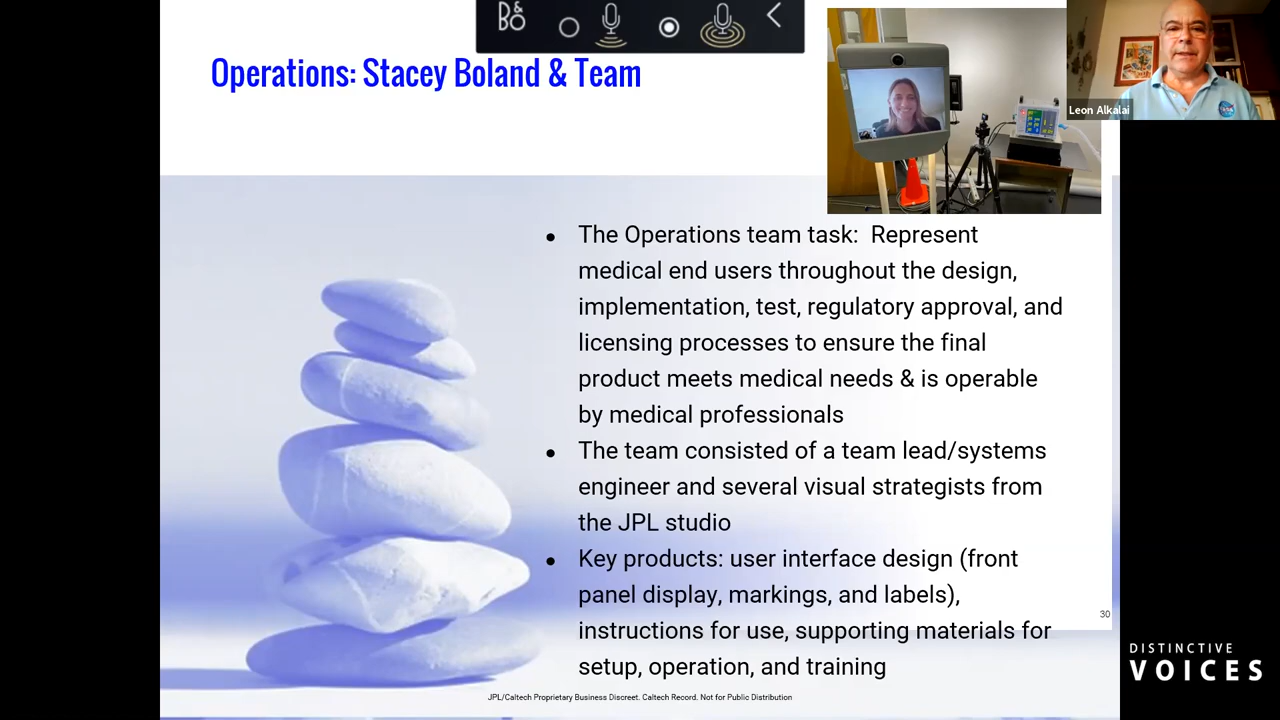 B&O
Operations: Stacey Boland & Team
Leon Alkalai
● The Operations team task: Represent
medical end users throughout the design,
implementation, test, regulatory approval, and
licensing processes to ensure the final
product meets medical needs & is operable
by medical professionals
● The team consisted of a team lead/systems
engineer and several visual strategists from
the JPL studio
● Key products: user interface design (front
panel display, markings, and labels),
instructions for use, supporting materials for
setup, operation, and training
30
JPL/Caltech Proprietary Business Discreet. Caltech Record. Not for Public Distribution
DISTINCTIVE
VOICES